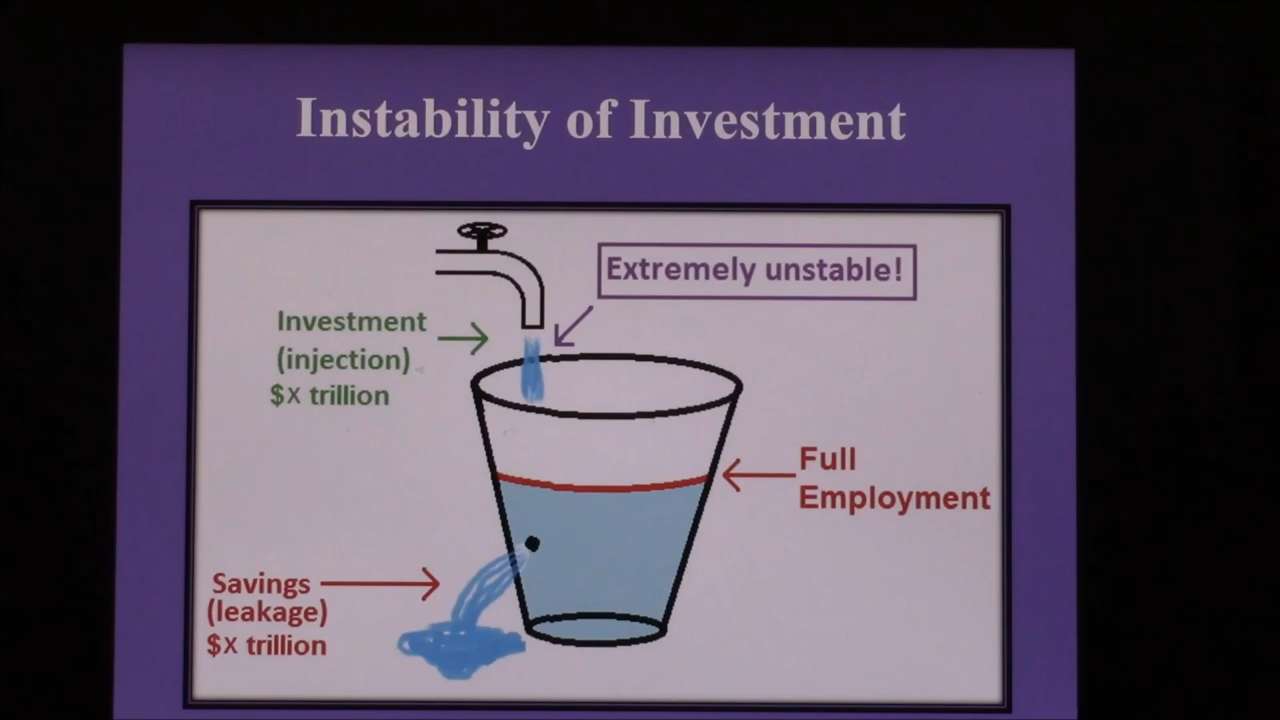 Instability of Investment
Extremely unstable!
Investment
(injection)
$x trillion
Full
Employment
Savings
(leakage)
$x trillion